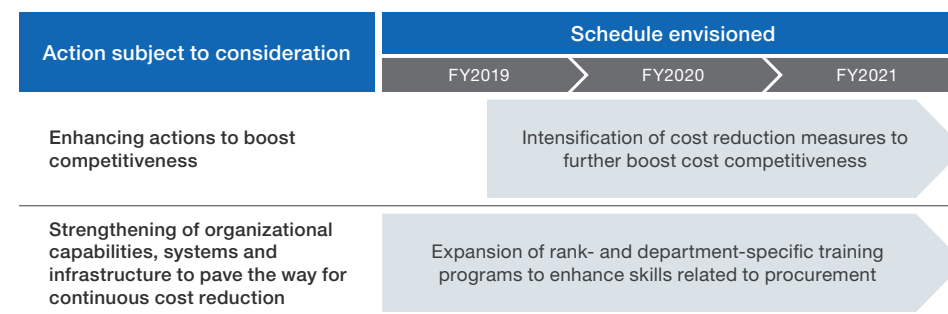 Action subject to consideration
Schedule envisioned
FY2019
FY2020
FY2021
Enhancing actions to boost
competitiveness
Intensification of cost reduction measures to
further boost cost competitiveness
Strengthening of organizational
capabilities, systems and
infrastructure to pave the way for
continuous cost reduction
Expansion of rank- and department-specific training
programs to enhance skills related to procurement